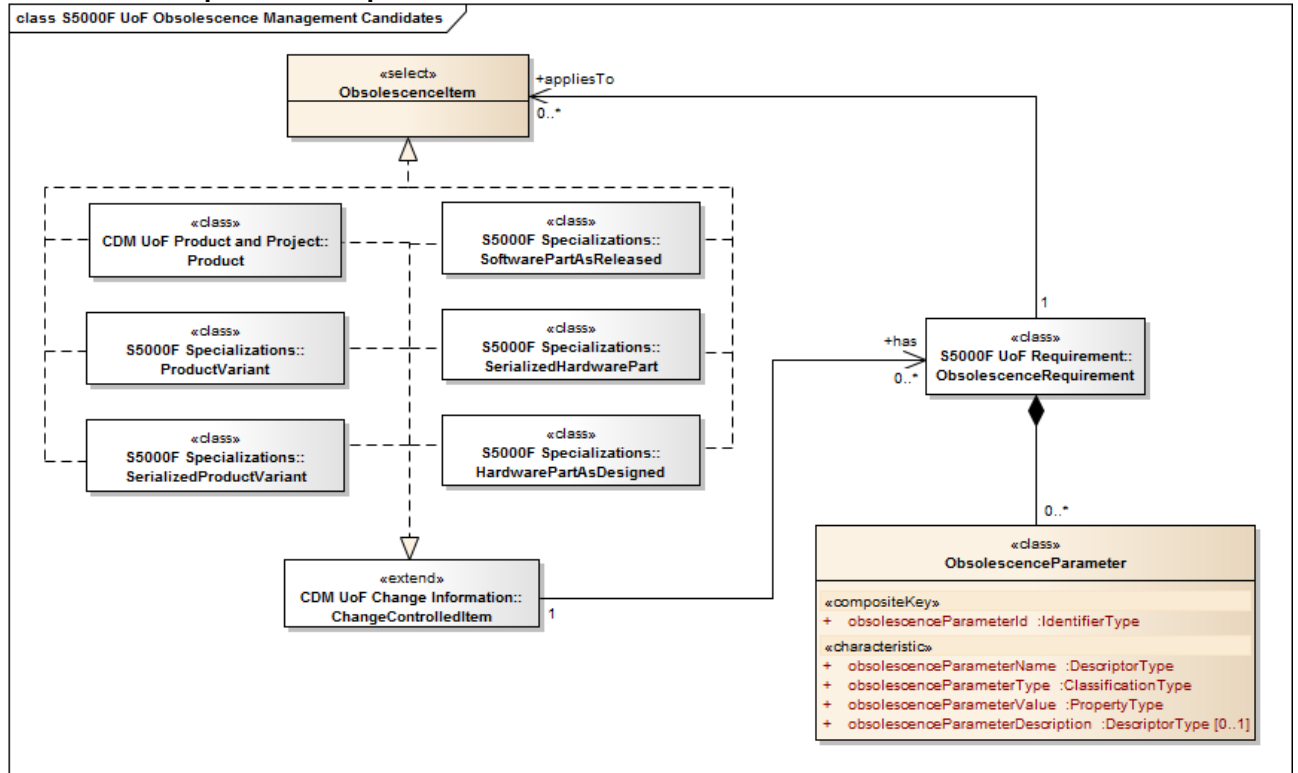 class S5000F UoF Obsolescence Management Candidates
«select»
ObsolescenceItem
+appliesTo
0..*
«class»
CDM UoF Product and Project::
Product
«class»
S5000F Specializations::
SoftwarePartAsReleased
«class»
S5000F Specializations::
ProductVariant
«class»
S5000F Specializations::
SerializedHardwarePart
+has
0..*
1
«class»
S5000F UoF Requirement::
ObsolescenceRequirement
«class»
S5000F Specializations::
SerializedProductVariant
«class»
S5000F Specializations::
HardwarePartAsDesigned
0..*
«extend»
CDM UoF Change Information::
ChangeControlledItem
1
«class»
ObsolescenceParameter
«compositeKey»
+ obsolescenceParameterId :IdentifierType
«characteristic»
+ obsolescenceParameterName :DescriptorType
+ obsolescenceParameterType :ClassificationType
+ obsolescenceParameterValue :PropertyType
+ obsolescenceParameterDescription :DescriptorType [0..1]